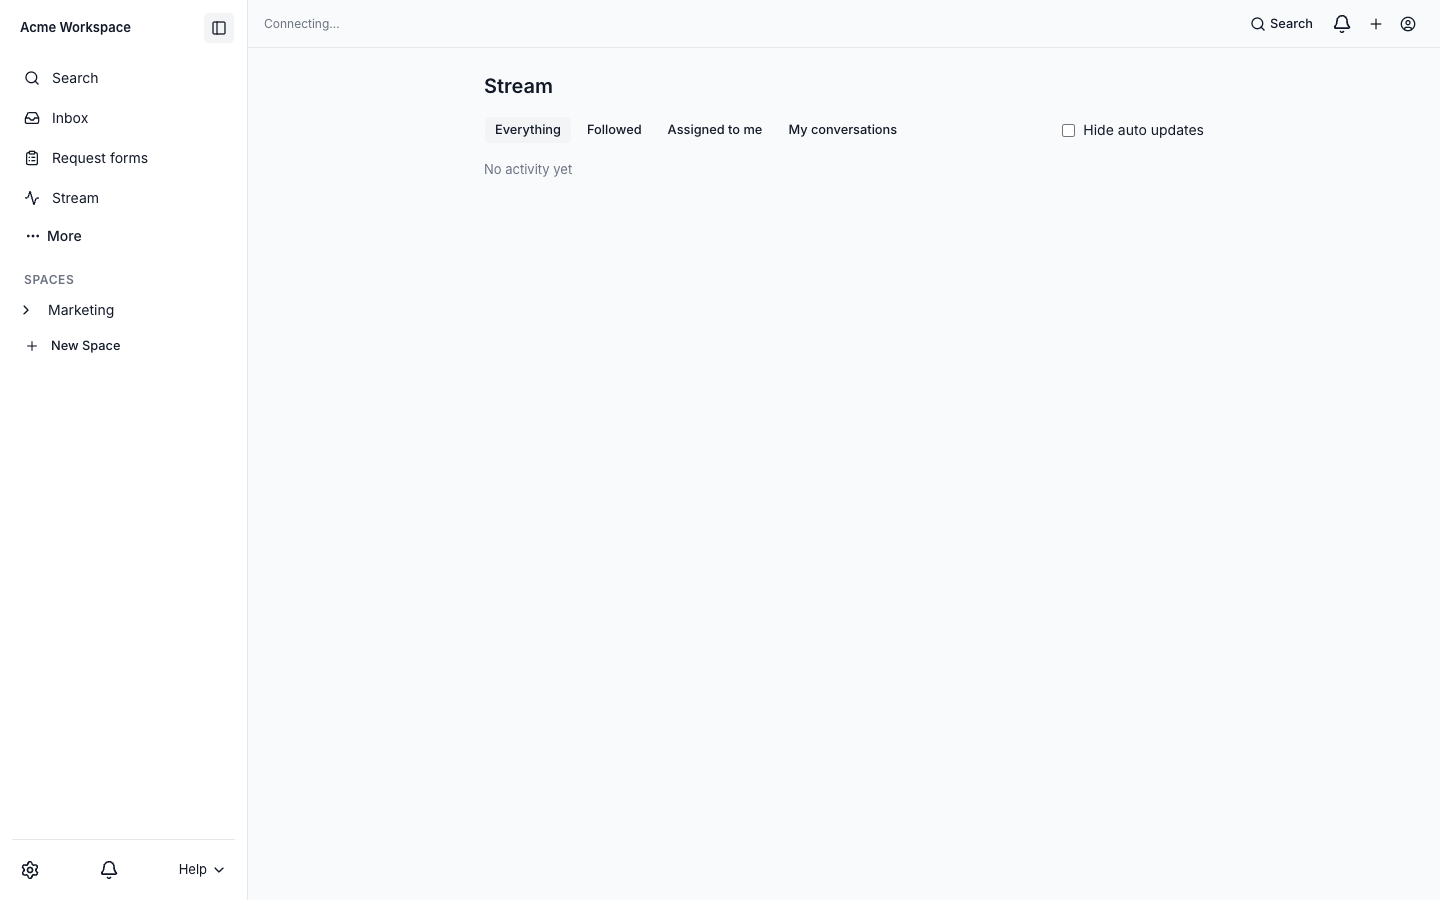 Acme Workspace
Search
Inbox
Request forms
Stream
More
SPACES
Marketing
New Space
Help
Connecting...
Search
Stream
Everything
Followed
Assigned to me
My conversations
Hide auto updates
No activity yet